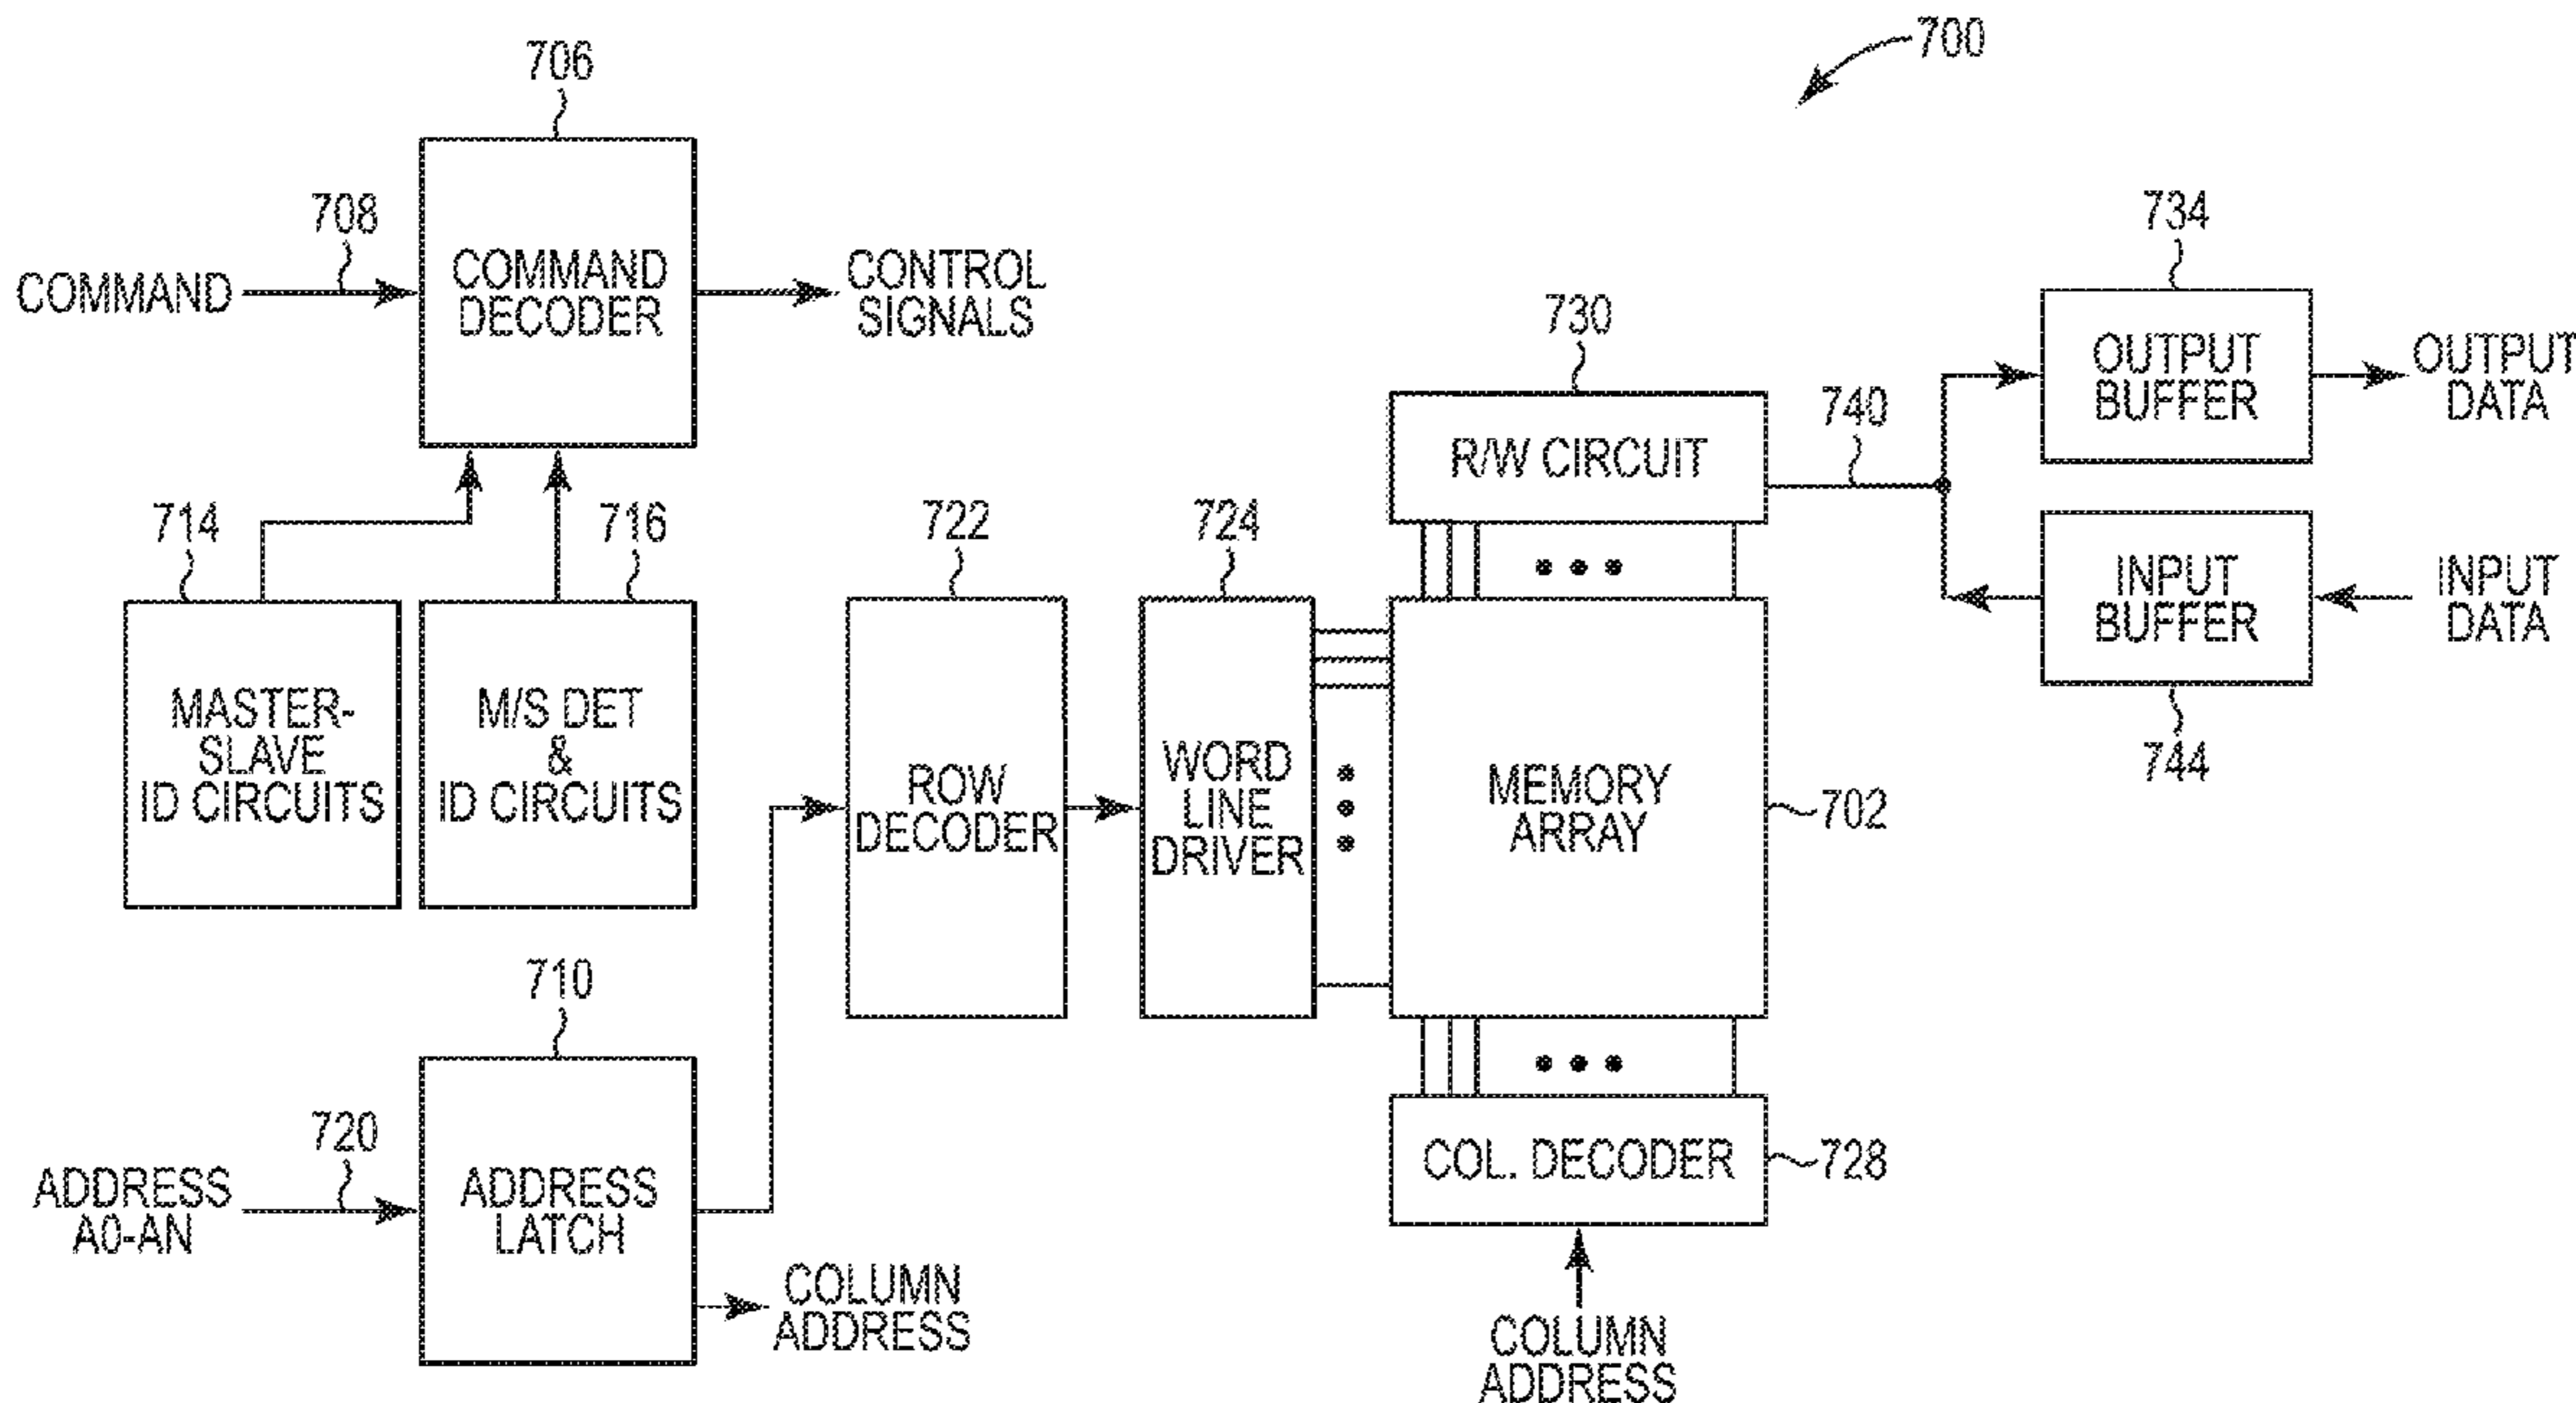 700
706
708
COMMAND
COMMAND
DECODER
CONTROL
SIGNALS
734
730
740
OUTPUT
BUFFER
OUTPUT
DATA
R/W CIRCUIT
714
716
722
724
INPUT
BUFFER
INPUT
DATA
744
MASTER-
SLAVE
ID CIRCUITS
M/S DET
&
ID CIRCUITS
ROW
DECODER
WORD
LINE
DRIVER
MEMORY
ARRAY
702
710
720
ADDRESS
A0-AN
ADDRESS
LATCH
COLUMN
ADDRESS
COL. DECODER
728
COLUMN
ADDRESS